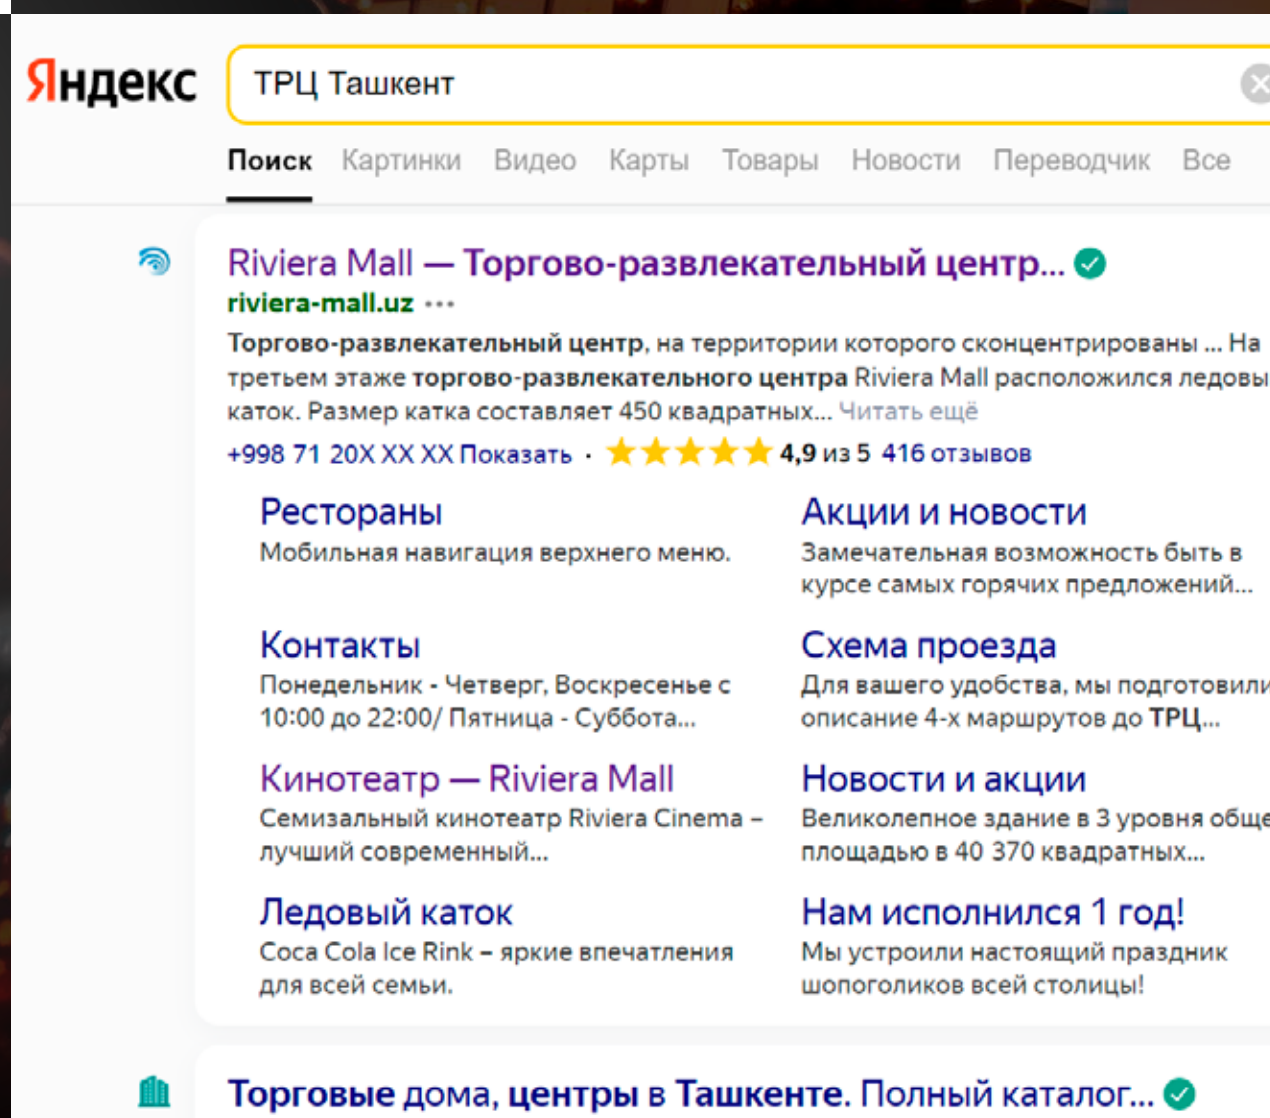 Яндекс
ТРЦ Ташкент
Поиск Картинки Видео Карты Товары Новости Переводчик Все
Riviera Mall — Торгово-развлекательный центр...
riviera-mall.uz ···
Торгово-развлекательный центр, на территории которого сконцентрированы ... На
третьем этаже торгово-развлекательного центра Riviera Mall расположился ледовы
каток. Размер катка составляет 450 квадратных... Читать ещё
+998 71 20X XX XX Показать · 4,9 из 5 416 отзывов
Рестораны
Мобильная навигация верхнего меню.
Акции и новости
Замечательная возможность быть в
курсе самых горячих предложений...
Контакты
Понедельник - Четверг, Воскресенье с
10:00 до 22:00/ Пятница - Суббота...
Схема проезда
Для вашего удобства, мы подготовили
описание 4-х маршрутов до ТРЦ...
Кинотеатр — Riviera Mall
Семизальный кинотеатр Riviera Cinema –
лучший современный...
Новости и акции
Великолепное здание в 3 уровня обще
площадью в 40 370 квадратных...
Ледовый каток
Coca Cola Ice Rink – яркие впечатления
для всей семьи.
Нам исполнился 1 год!
Мы устроили настоящий праздник
шопоголиков всей столицы!
Торговые дома, центры в Ташкенте. Полный каталог...